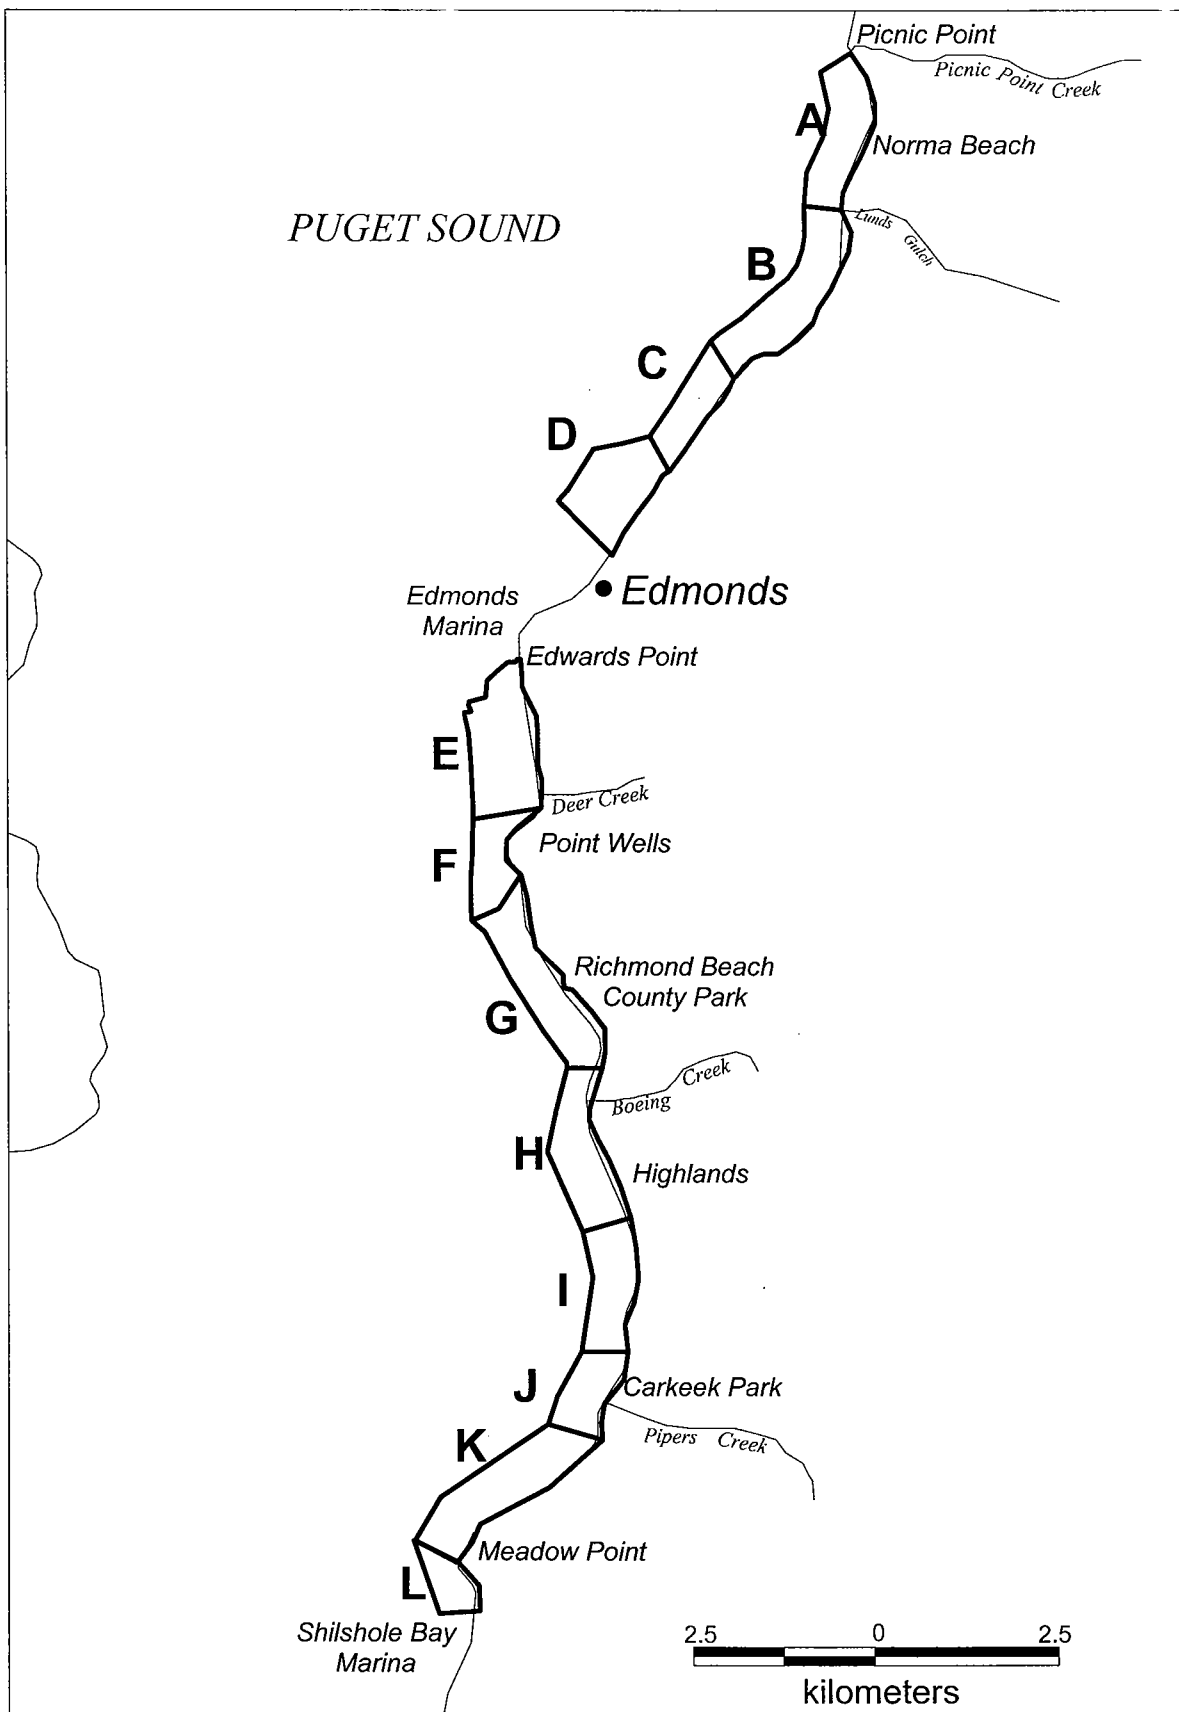 Picnic Point
Picnic Point Creek
A
Norma Beach
PUGET SOUND
Lunds
Gulch
B
C
D
Edmonds
Edmonds
Marina
Edwards Point
E
Deer Creek
Point Wells
F
Richmond Beach
County Park
G
Boeing Creek
H
Highlands
I
J
Carkeek Park
K
Pipers Creek
Meadow Point
L
Shilshole Bay
Marina
2.5 0 2.5
kilometers